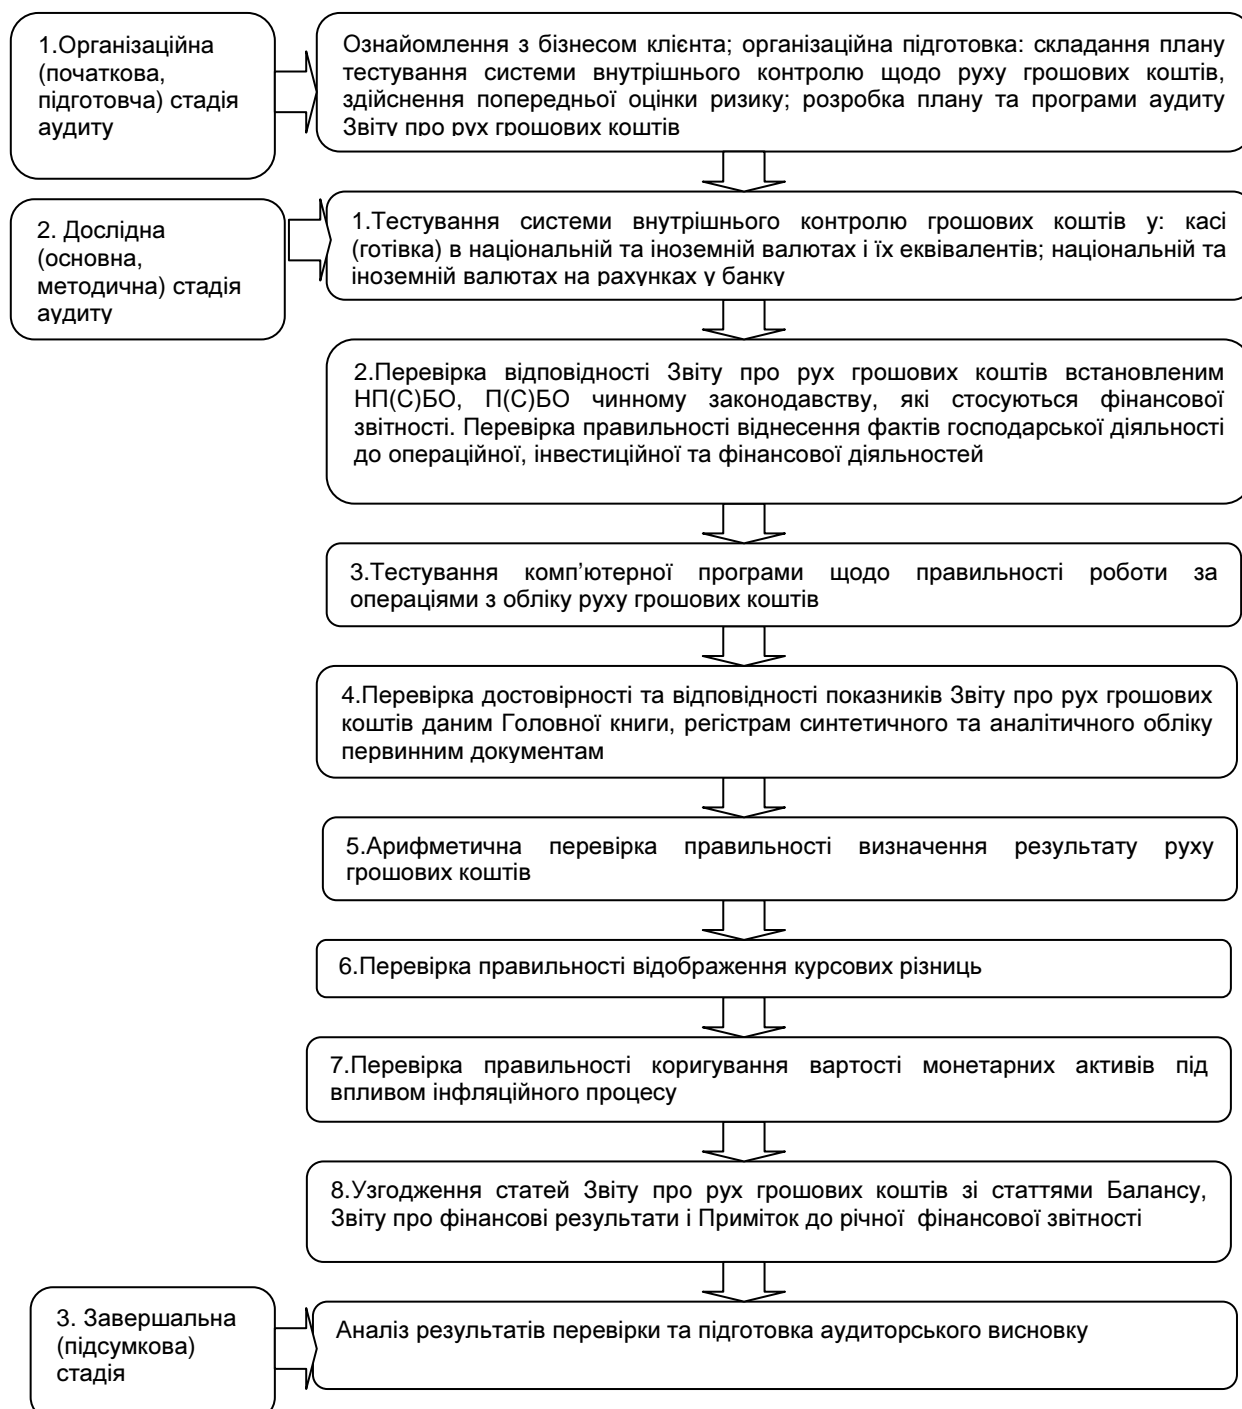 1.Організаційна
(початкова,
підготовча) стадія
аудиту
Ознайомлення з бізнесом клієнта; організаційна підготовка: складання плану
тестування системи внутрішнього контролю щодо руху грошових коштів,
здійснення попередньої оцінки ризику; розробка плану та програми аудиту
Звіту про рух грошових коштів
2. Дослідна
(основна,
методична) стадія
аудиту
1.Тестування системи внутрішнього контролю грошових коштів у: касі
(готівка) в національній та іноземній валютах і їх еквівалентів; національній та
іноземній валютах на рахунках у банку
2.Перевірка відповідності Звіту про рух грошових коштів встановленим
НП(С)БО, П(С)БО чинному законодавству, які стосуються фінансової
звітності. Перевірка правильності віднесення фактів господарської діяльності
до операційної, інвестиційної та фінансової діяльностей
3.Тестування комп’ютерної програми щодо правильності роботи за
операціями з обліку руху грошових коштів
4.Перевірка достовірності та відповідності показників Звіту про рух грошових
коштів даним Головної книги, регістрам синтетичного та аналітичного обліку
первинним документам
5.Арифметична перевірка правильності визначення результату руху
грошових коштів
6.Перевірка правильності відображення курсових різниць
7.Перевірка правильності коригування вартості монетарних активів під
впливом інфляційного процесу
8.Узгодження статей Звіту про рух грошових коштів зі статтями Балансу,
Звіту про фінансові результати і Приміток до річної фінансової звітності
3. Завершальна
(підсумкова)
стадія
Аналіз результатів перевірки та підготовка аудиторського висновку